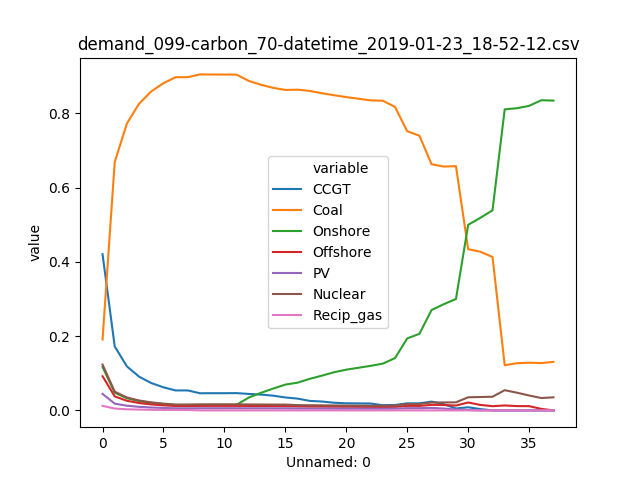 demand_099-carbon_70-datetime_2019-01-23_18-52-12.csv
value
0.8
0.6
0.4
0.2
0.0
variable
CCGT
Coal
Onshore
Offshore
PV
Nuclear
Recip_gas
0 5 10 15 20 25 30 35
Unnamed: 0